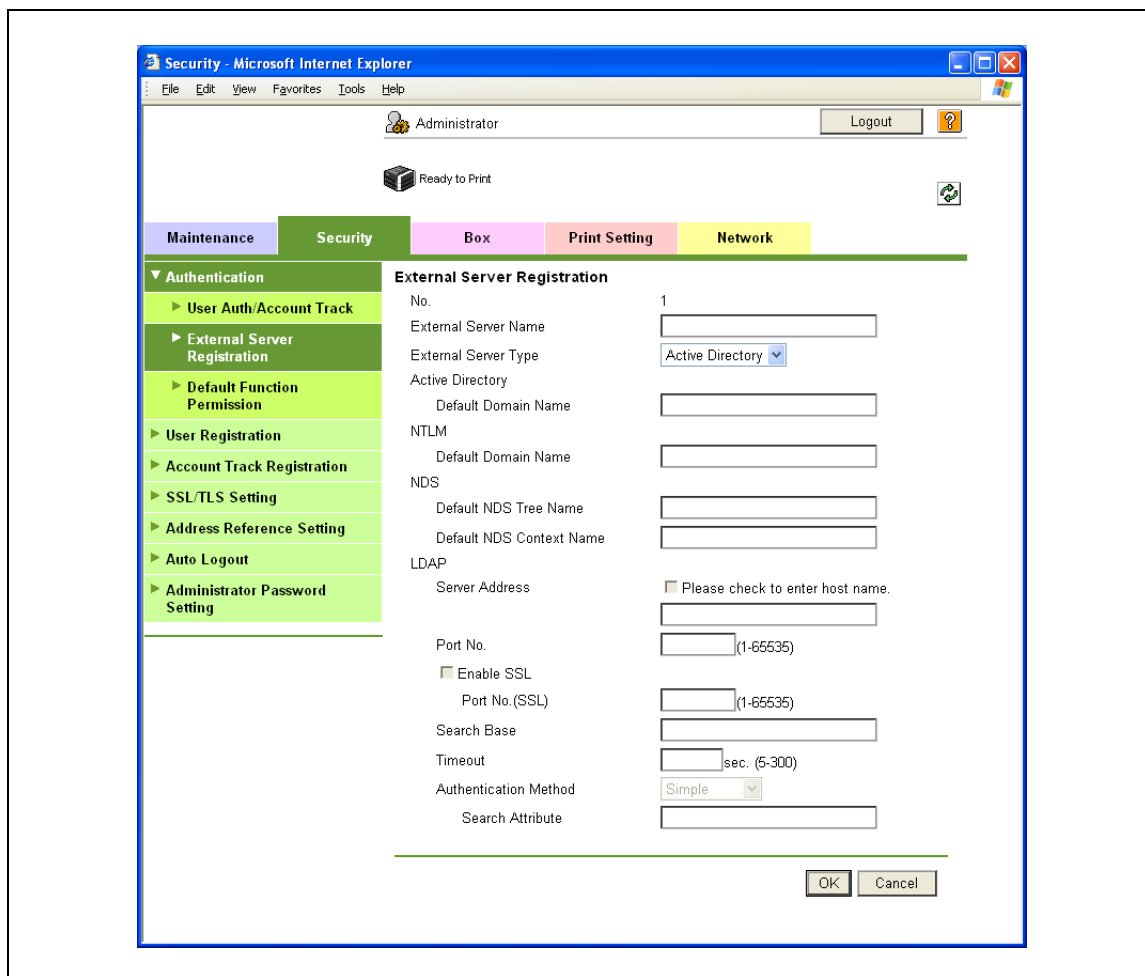 Security - Microsoft Internet Explorer
File Edit View Favorites Tools Help
Administrator
Logout
?
Ready to Print
Maintenance Security Box Print Setting Network
Authentication
User Auth/Account Track
External Server
Registration
Default Function
Permission
User Registration
Account Track Registration
SSL/TLS Setting
Address Reference Setting
Auto Logout
Administrator Password
Setting
External Server Registration
No. 1
External Server Name
External Server Type Active Directory
Active Directory
Default Domain Name
NTLM
Default Domain Name
NDS
Default NDS Tree Name
Default NDS Context Name
LDAP
Server Address Please check to enter host name.
Port No. (1-65535)
Enable SSL
Port No.(SSL) (1-65535)
Search Base
Timeout sec. (5-300)
Authentication Method Simple
Search Attribute
OK Cancel